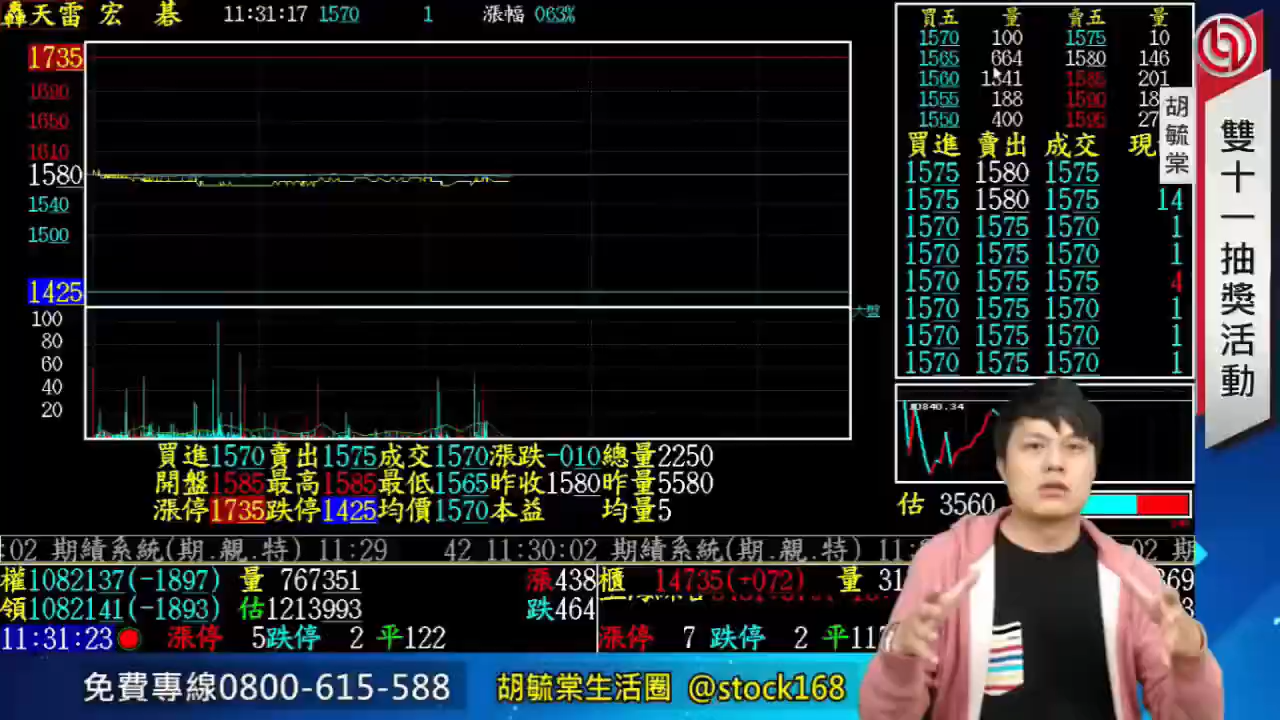 轟天雷 宏 碁 11:31:17 1570 1 漲幅 063%
1735
1690
1650
1610
1580
1540
1500
1425
100
80
60
40
20
大盤
買五 量 賣五 量
1570 100 1575 10
1565 664 1580 146
1560 1341 1585 201
1555 188 1590
1550 400 1595
買進 賣出 成交
1575 1580 1575
1575 1580 1575 14
1570 1575 1570 1
1570 1575 1570 1
1570 1575 1575 4
1570 1575 1570 1
1570 1575 1570 1
1570 1575 1570 1
10840.34
估 3560
買進1570賣出1575成交1570漲跌-010總量2250
開盤1585最高1585最低1565昨收1580昨量5580
漲停1735跌停1425均價1570本益 均量5
:02 期績系統(期.親.特) 11:29 42 11:30:02 期績系統(期.親.特)
權1082137(-1897) 量 767351 漲438
領1082141(-1893) 估1213993 跌464
11:31:23 漲停 5跌停 2 平122
櫃 14735(+072) 量
漲停 7 跌停 2
胡毓棠
雙十一抽獎活動
免費專線0800-615-588 胡毓棠生活圈 @stock168